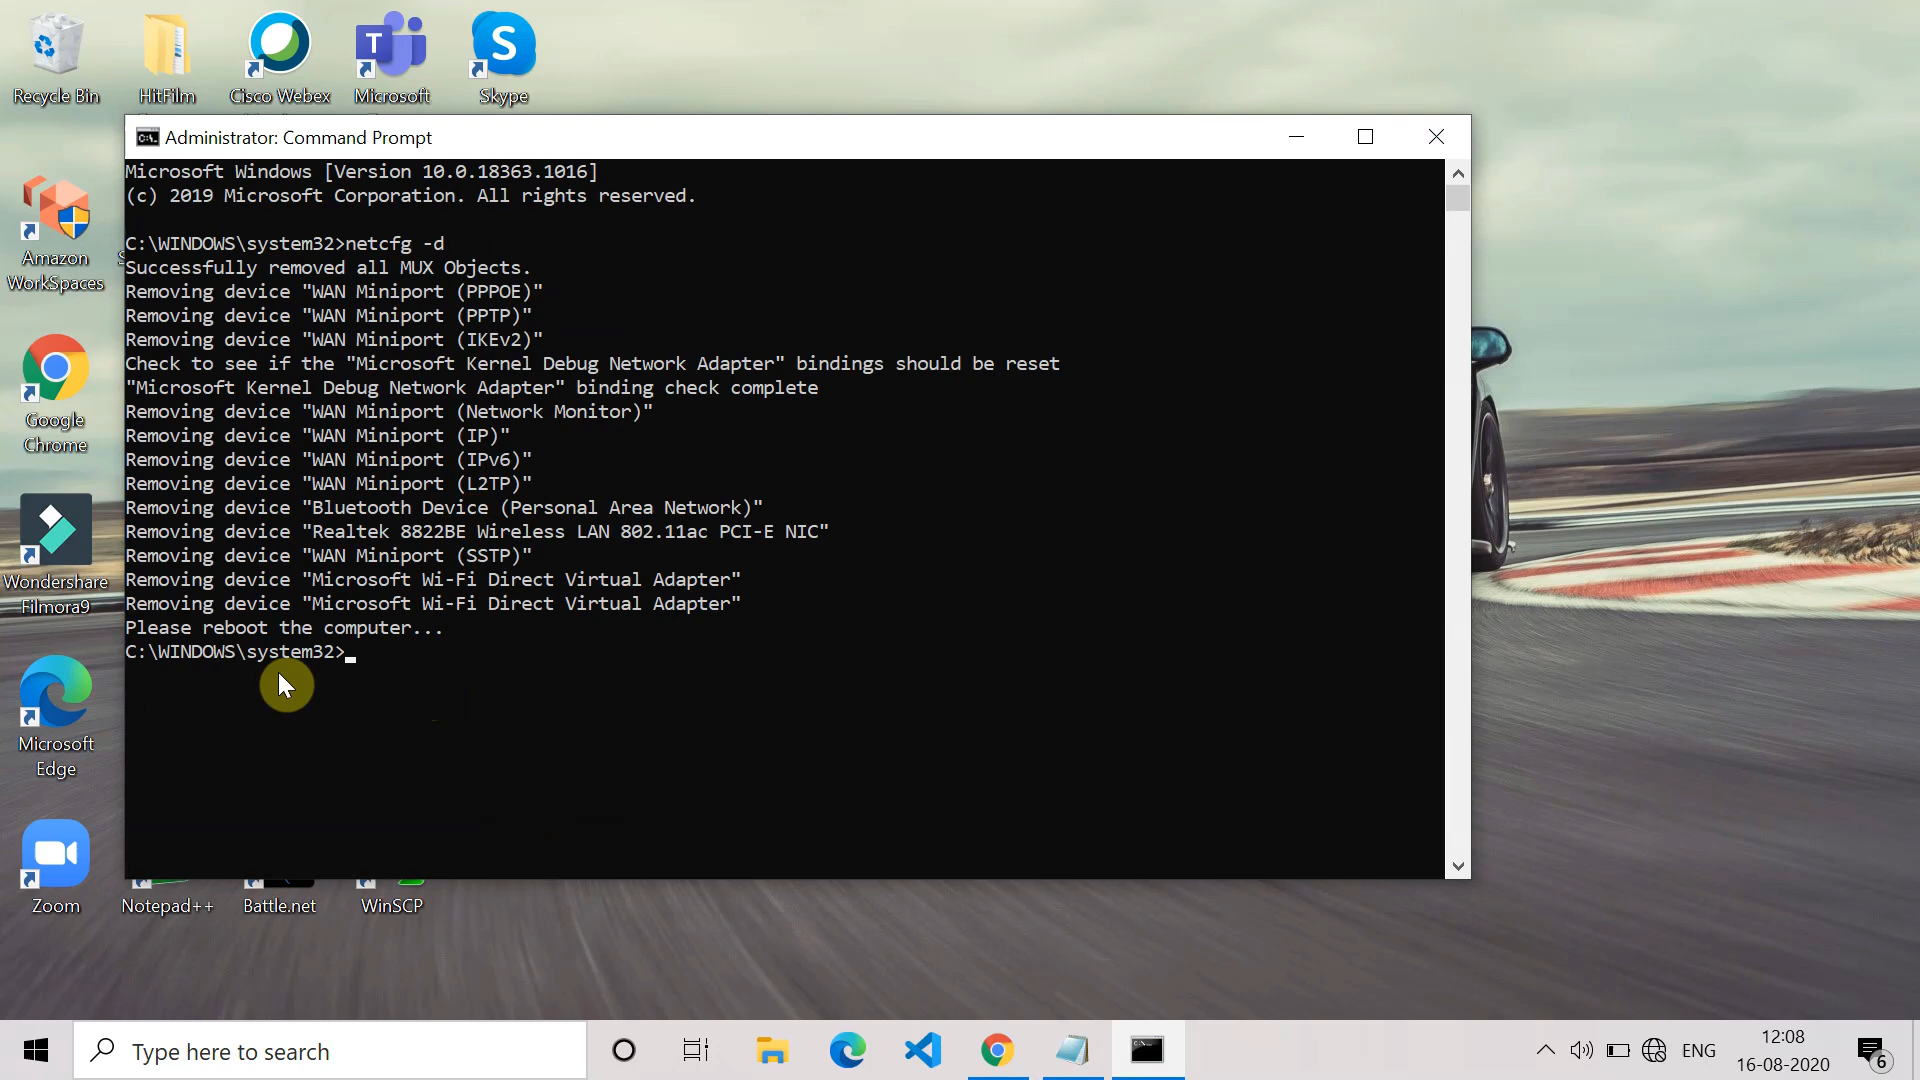 Recycle Bin
HitFilm
Cisco Webex
Microsoft
Skype
Administrator: Command Prompt
Microsoft Windows [Version 10.0.18363.1016]
(c) 2019 Microsoft Corporation. All rights reserved.
C:\WINDOWS\system32>netcfg -d
Successfully removed all MUX Objects.
Removing device "WAN Miniport (PPPOE)"
Removing device "WAN Miniport (PPTP)"
Removing device "WAN Miniport (IKEv2)"
Check to see if the "Microsoft Kernel Debug Network Adapter" bindings should be reset
"Microsoft Kernel Debug Network Adapter" binding check complete
Removing device "WAN Miniport (Network Monitor)"
Removing device "WAN Miniport (IP)"
Removing device "WAN Miniport (IPv6)"
Removing device "WAN Miniport (L2TP)"
Removing device "Bluetooth Device (Personal Area Network)"
Removing device "Realtek 8822BE Wireless LAN 802.11ac PCI-E NIC"
Removing device "WAN Miniport (SSTP)"
Removing device "Microsoft Wi-Fi Direct Virtual Adapter"
Removing device "Microsoft Wi-Fi Direct Virtual Adapter"
Please reboot the computer...
C:\WINDOWS\system32>
Amazon
WorkSpaces
Google
Chrome
Wondershare
Filmora9
Microsoft
Edge
Zoom
Notepad++
Battle.net
WinSCP
Type here to search
ENG
12:08
16-08-2020
6